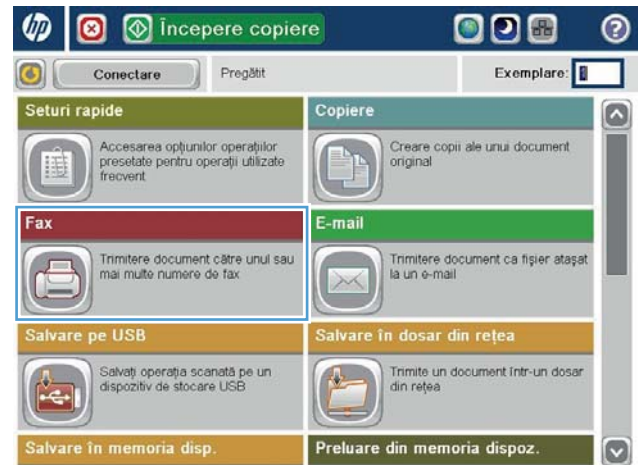 hp
Începere copiere
?
Conectare
Pregătit
Exemplare:
Seturi rapide
Accesarea opțiunilor operațiilor
presetate pentru operații utilizate
frecvent
Copiere
Creare copii ale unui document
original
Fax
Trimitere document către unul sau
mai multe numere de fax
E-mail
Trimitere document ca fișier atașat
la un e-mail
Salvare pe USB
Salvați operația scanată pe un
dispozitiv de stocare USB
Salvare în dosar din rețea
Trimite un document într-un dosar
din rețea
Salvare în memoria disp.
Preluare din memoria dispoz.